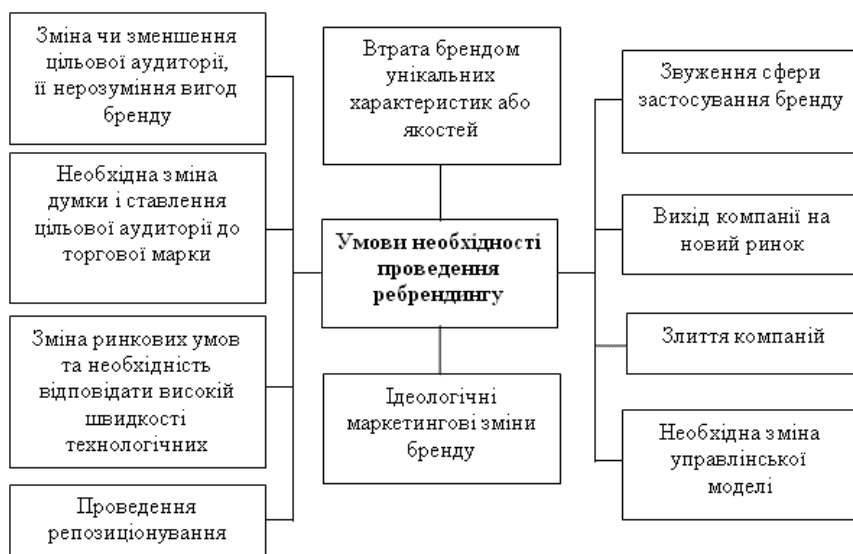 Зміна чи зменшення
цільової аудиторії,
її нерозуміння вигод
бренду
Необхідна зміна
думки і ставлення
цільової аудиторії до
торгової марки
Зміна ринкових умов
та необхідність
відповідати високій
швидкості
технологічних
Проведення
репозиціонування
Втрата брендом
унікальних
характеристик або
якостей
Умови необхідності
проведення
ребрендингу
Ідеологічні
маркетингові зміни
бренду
Звуження сфери
застосування бренду
Вихід компанії на
новий ринок
Злиття компаній
Необхідна зміна
управлінської
моделі